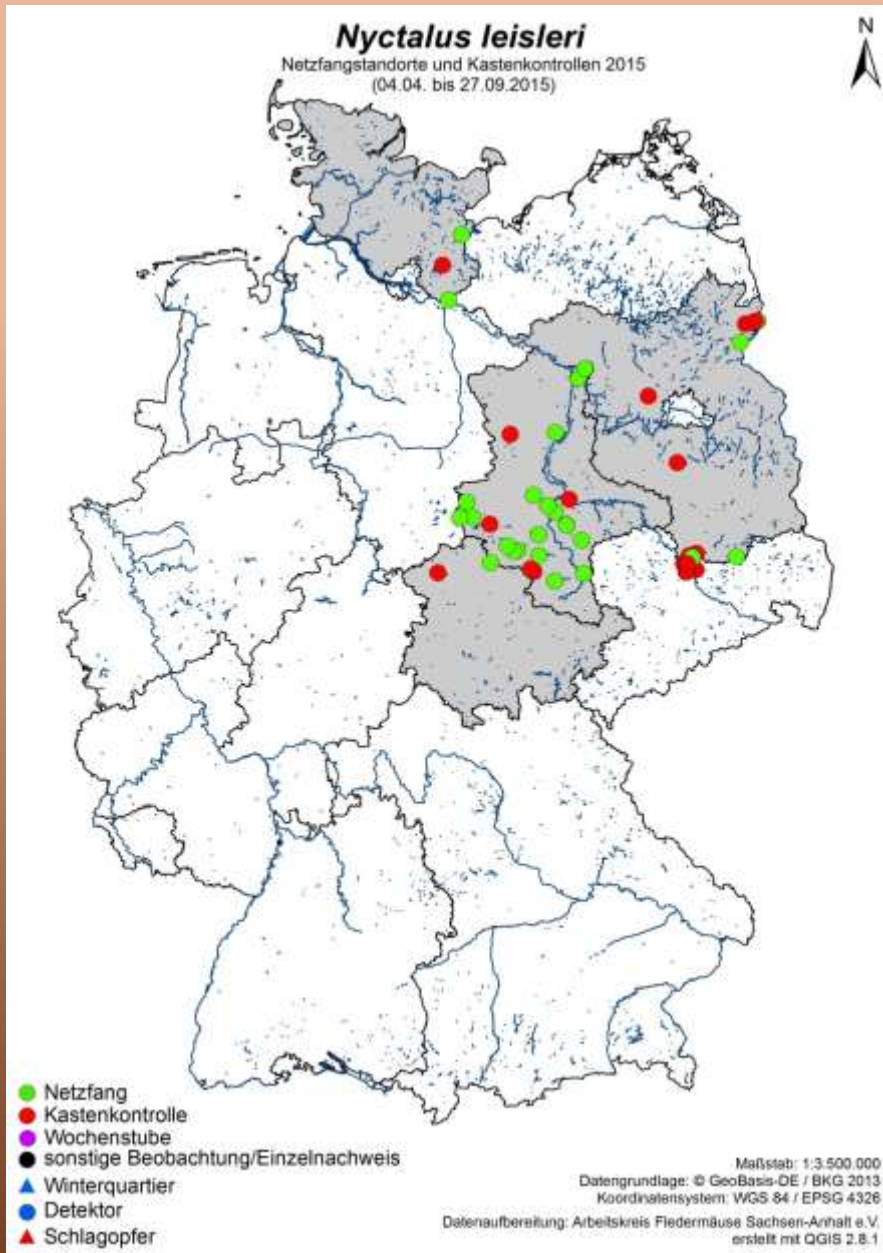 Nyctalus leisleri
Netzfangstandorte und Kastenkontrollen 2015
(04.04. bis 27.09.2015)
N
Netzfang
Kastenkontrolle
Wochenstube
sonstige Beobachtung/Einzelnachweis
Winterquartier
Detektor
Schlagopfer
Maßstab: 1:3.500.000
Datengrundlage: © GeoBasis-DE / BKG 2013
Koordinatensystem: WGS 84 / EPSG 4326
Datenaufbereitung: Arbeitskreis Fledermäuse Sachsen-Anhalt e.V.
erstellt mit QGIS 2.8.1